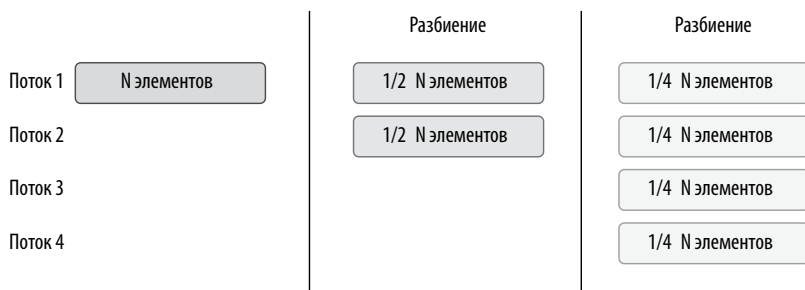 Разбиение Разбиение
Поток 1 N элементов 1/2 N элементов 1/4 N элементов
Поток 2 1/2 N элементов 1/4 N элементов
Поток 3 1/4 N элементов
Поток 4 1/4 N элементов